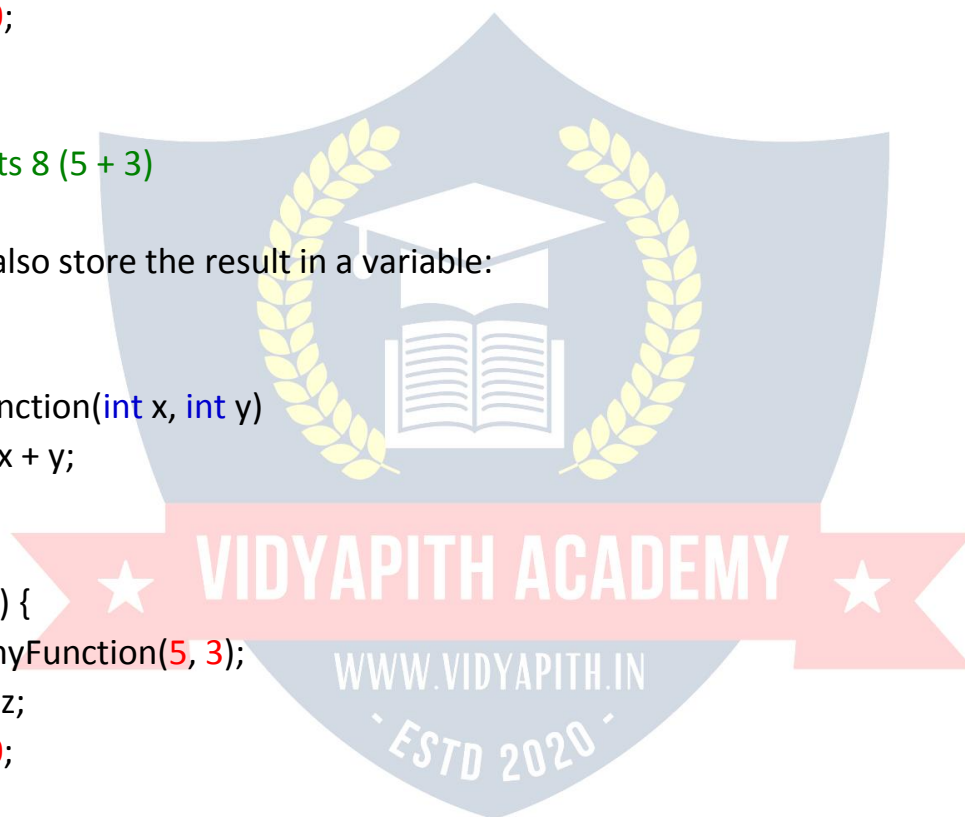 ;
ts 8 (5 + 3)
also store the result in a variable:
nction(int x, int y)
x + y;
VIDYAPITH ACADEMY
) {
myFunction(5, 3);
WWW.VIDYAPITH.IN
z;
ESTD 2020
;